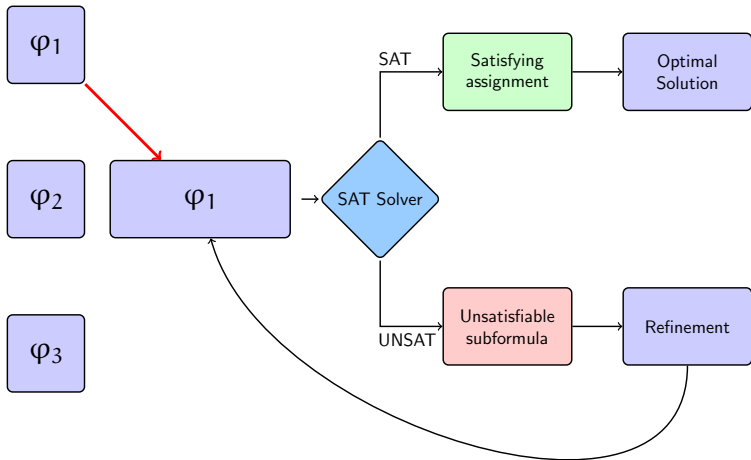 φ1
SAT
Satisfying
assignment
Optimal
Solution
φ2
φ1
SAT Solver
φ3
UNSAT
Unsatisfiable
subformula
Refinement